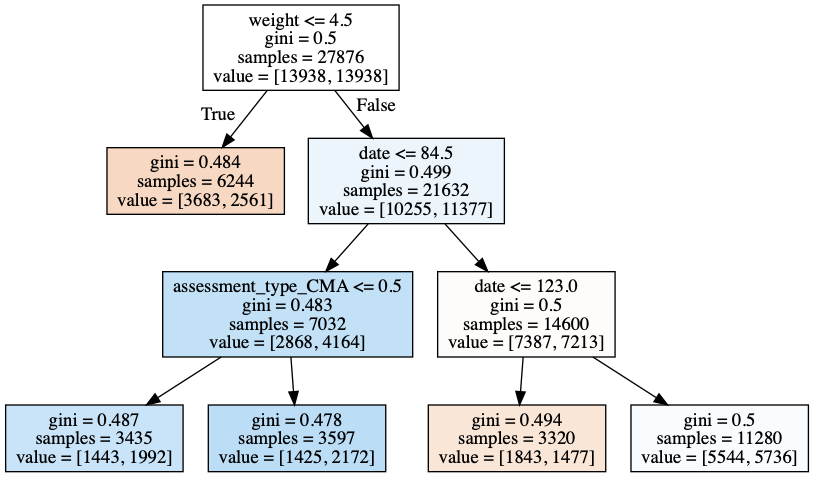 weight <= 4.5
gini = 0.5
samples = 27876
value = [13938, 13938]
True
False
gini = 0.484
samples = 6244
value = [3683, 2561]
date <= 84.5
gini = 0.499
samples = 21632
value = [10255, 11377]
assessment_type_CMA <= 0.5
gini = 0.483
samples = 7032
value = [2868, 4164]
date <= 123.0
gini = 0.5
samples = 14600
value = [7387, 7213]
gini = 0.487
samples = 3435
value = [1443, 1992]
gini = 0.478
samples = 3597
value = [1425, 2172]
gini = 0.494
samples = 3320
value = [1843, 1477]
gini = 0.5
samples = 11280
value = [5544, 5736]